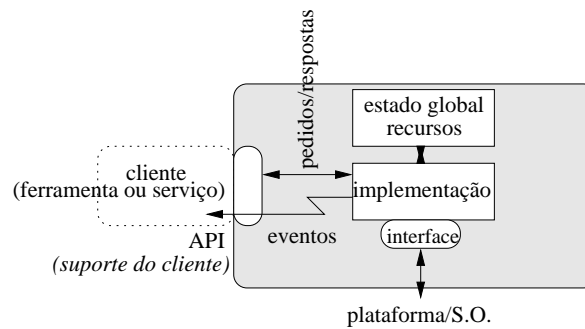 pedidos/respostas
estado global
recursos
cliente
(ferramenta ou serviço)
implementação
API
(suporte do cliente)
eventos
interface
plataforma/S.O.